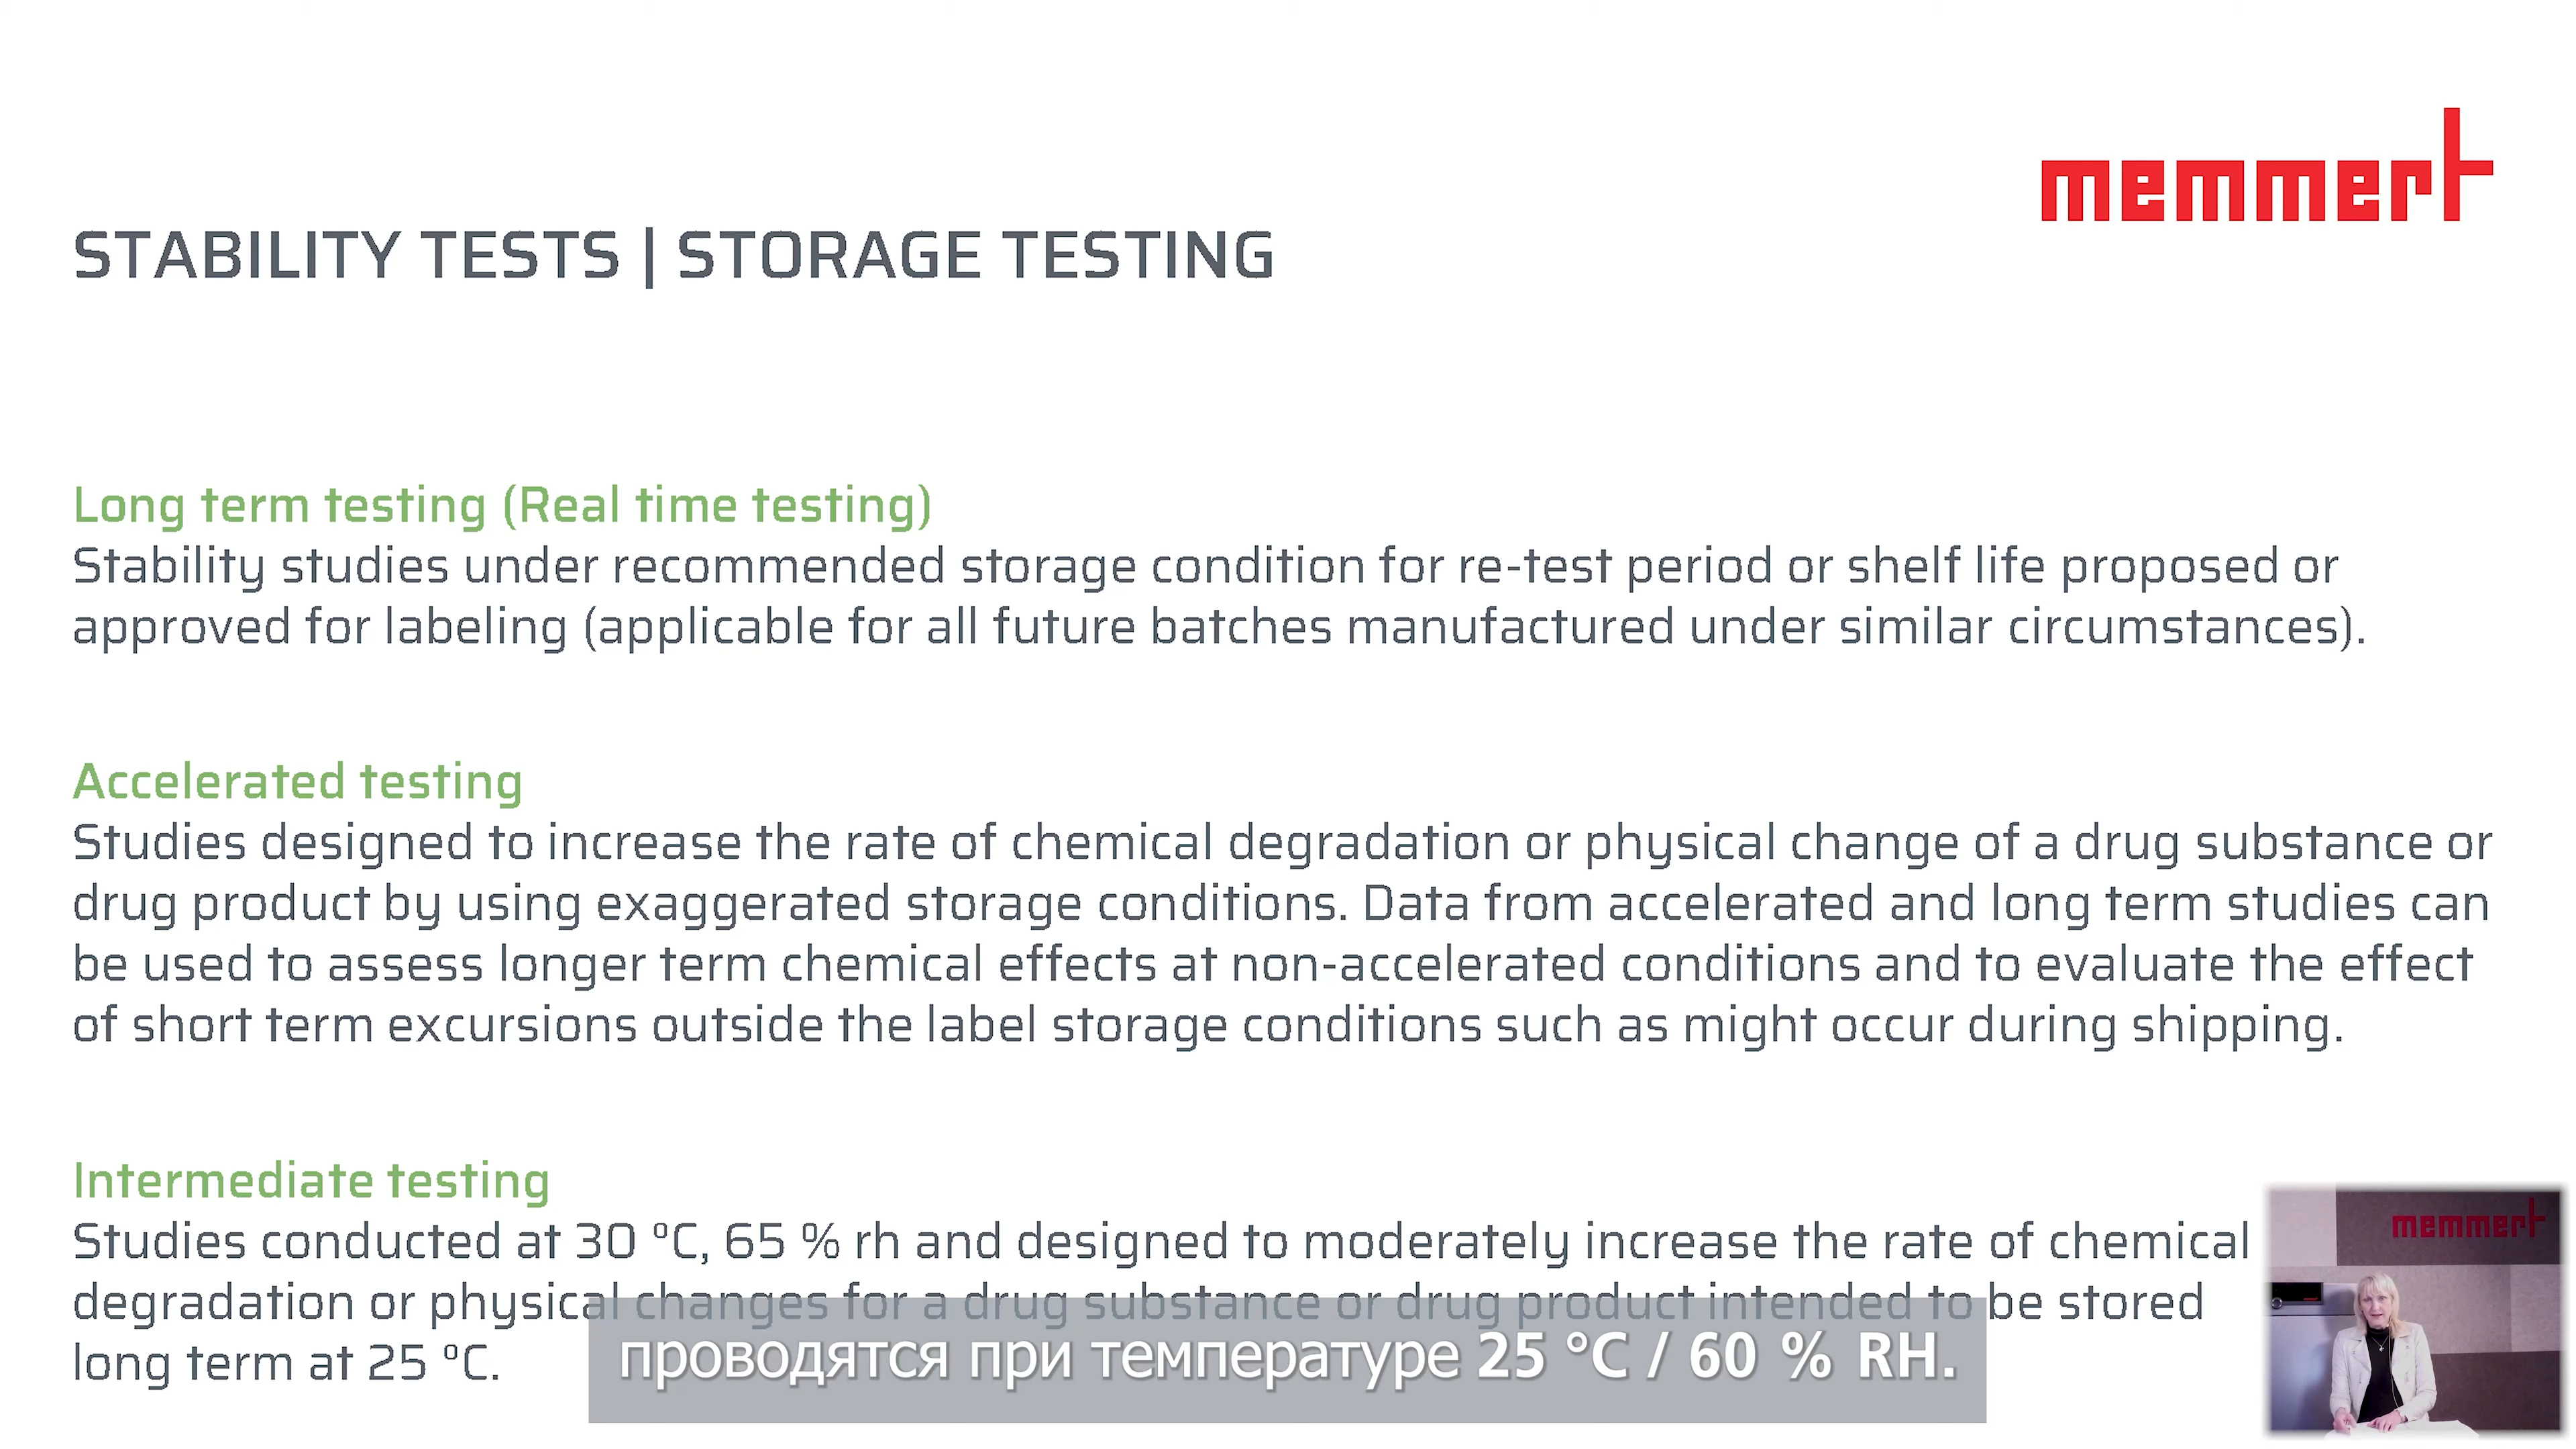 memmert
STABILITY TESTS | STORAGE TESTING
Long term testing (Real time testing)
Stability studies under recommended storage condition for re-test period or shelf life proposed or
approved for labeling (applicable for all future batches manufactured under similar circumstances).
Accelerated testing
Studies designed to increase the rate of chemical degradation or physical change of a drug substance or
drug product by using exaggerated storage conditions. Data from accelerated and long term studies can
be used to assess longer term chemical effects at non-accelerated conditions and to evaluate the effect
of short term excursions outside the label storage conditions such as might occur during shipping.
Intermediate testing
Studies conducted at 30 °C, 65 % rh and designed to moderately increase the rate of chemical
degradation or physical changes for a drug substance or drug product intended to be stored
long term at 25 °C.
проводятся при температуре 25 °C / 60 % RH.
memmert